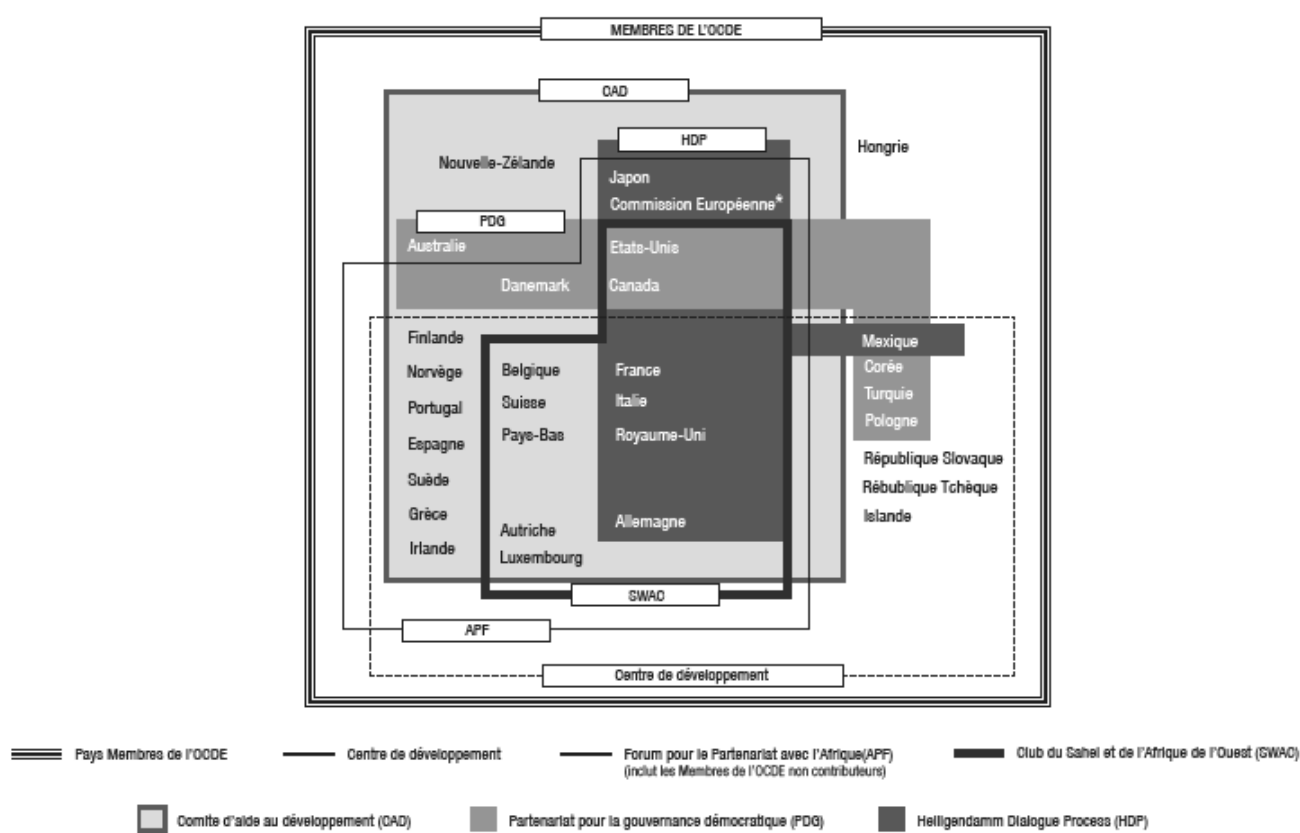 MEMBRES DE L'OCDE
CAD
HDP
Hongrie
Nouvelle-Zélande
Japon
Commission Européenne*
PDG
Australie
Etats-Unis
Danemark
Canada
Finlande
Mexique
Norvège
Belgique
France
Corée
Turquie
Portugal
Suisse
Italie
Pologne
Espagne
Pays-Bas
Royaume-Uni
République Slovaque
Suède
Rébublique Tchèque
Grèce
Autriche
Allemagne
Islande
Irlande
Luxembourg
SWAC
APF
Centre de développement
Pays Membres de l'OCDE
Centre de développement
Forum pour le Partenariat avec l'Afrique(APF)
(inclut les Membres de l'OCDE non contributeurs)
Club du Sahel et de l'Afrique de l'Ouest (SWAC)
Comite d'aide au développement (CAD)
Partenariat pour la gouvernance démocratique (PDG)
Heiligendamm Dialogue Process (HDP)